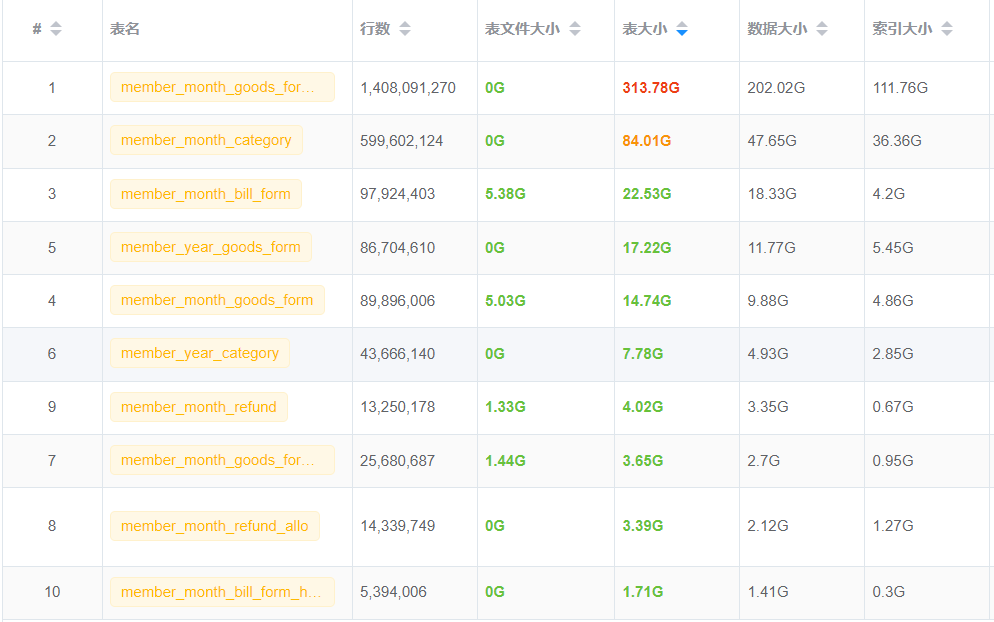 # 表名 行数 表文件大小 表大小 数据大小 索引大小
1 member_month_goods_for... 1,408,091,270 0G 313.78G 202.02G 111.76G
2 member_month_category 599,602,124 0G 84.01G 47.65G 36.36G
3 member_month_bill_form 97,924,403 5.38G 22.53G 18.33G 4.2G
5 member_year_goods_form 86,704,610 0G 17.22G 11.77G 5.45G
4 member_month_goods_form 89,896,006 5.03G 14.74G 9.88G 4.86G
6 member_year_category 43,666,140 0G 7.78G 4.93G 2.85G
9 member_month_refund 13,250,178 1.33G 4.02G 3.35G 0.67G
7 member_month_goods_for... 25,680,687 1.44G 3.65G 2.7G 0.95G
8 member_month_refund_allo 14,339,749 0G 3.39G 2.12G 1.27G
10 member_month_bill_form_h... 5,394,006 0G 1.71G 1.41G 0.3G